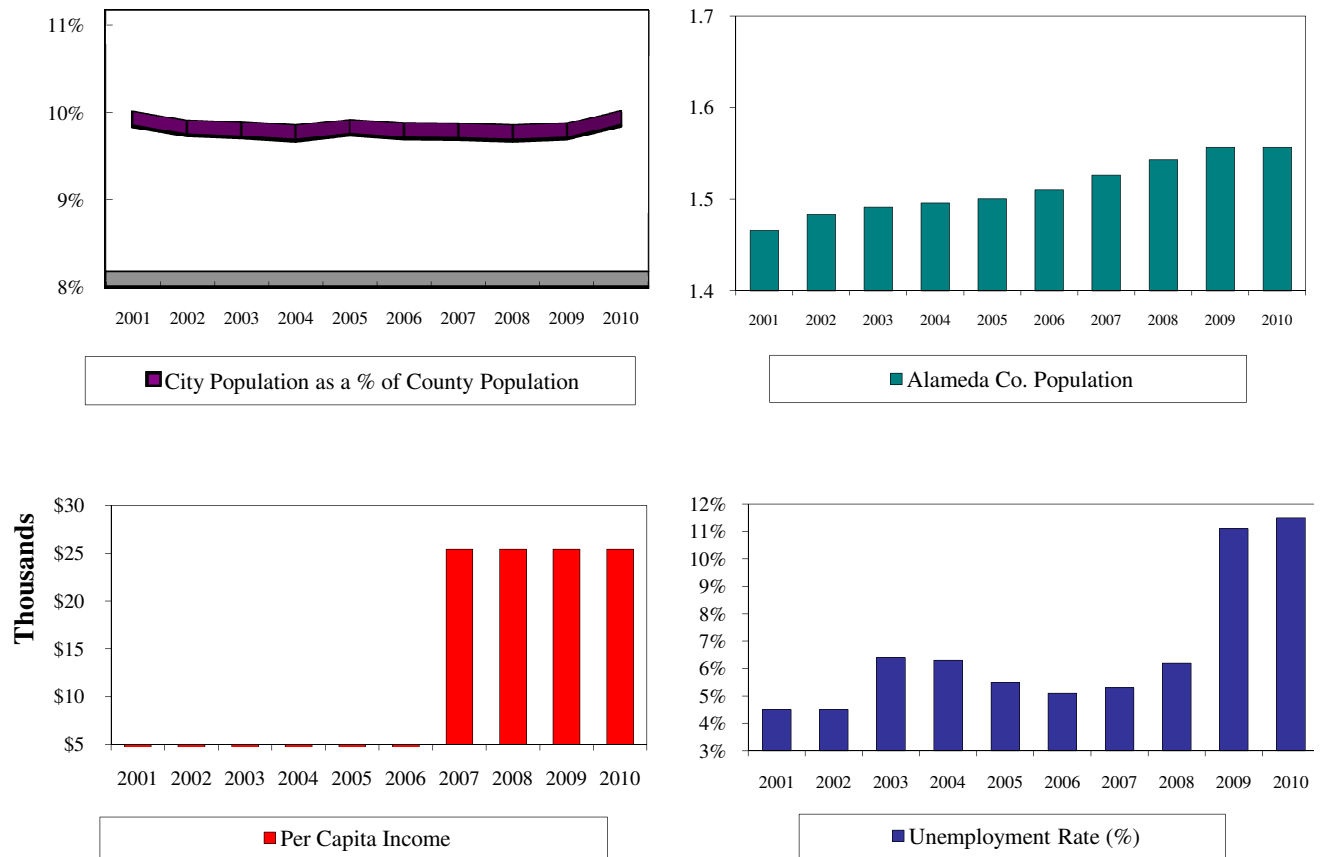 11%
10%
9%
8%
2001 2002 2003 2004 2005 2006 2007 2008 2009 2010
City Population as a % of County Population
1.7
1.6
1.5
1.4
2001 2002 2003 2004 2005 2006 2007 2008 2009 2010
Alameda Co. Population
Thousands
$30
$25
$20
$15
$10
$5
2001 2002 2003 2004 2005 2006 2007 2008 2009 2010
Per Capita Income
12%
11%
10%
9%
8%
7%
6%
5%
4%
3%
2001 2002 2003 2004 2005 2006 2007 2008 2009 2010
Unemployment Rate (%)